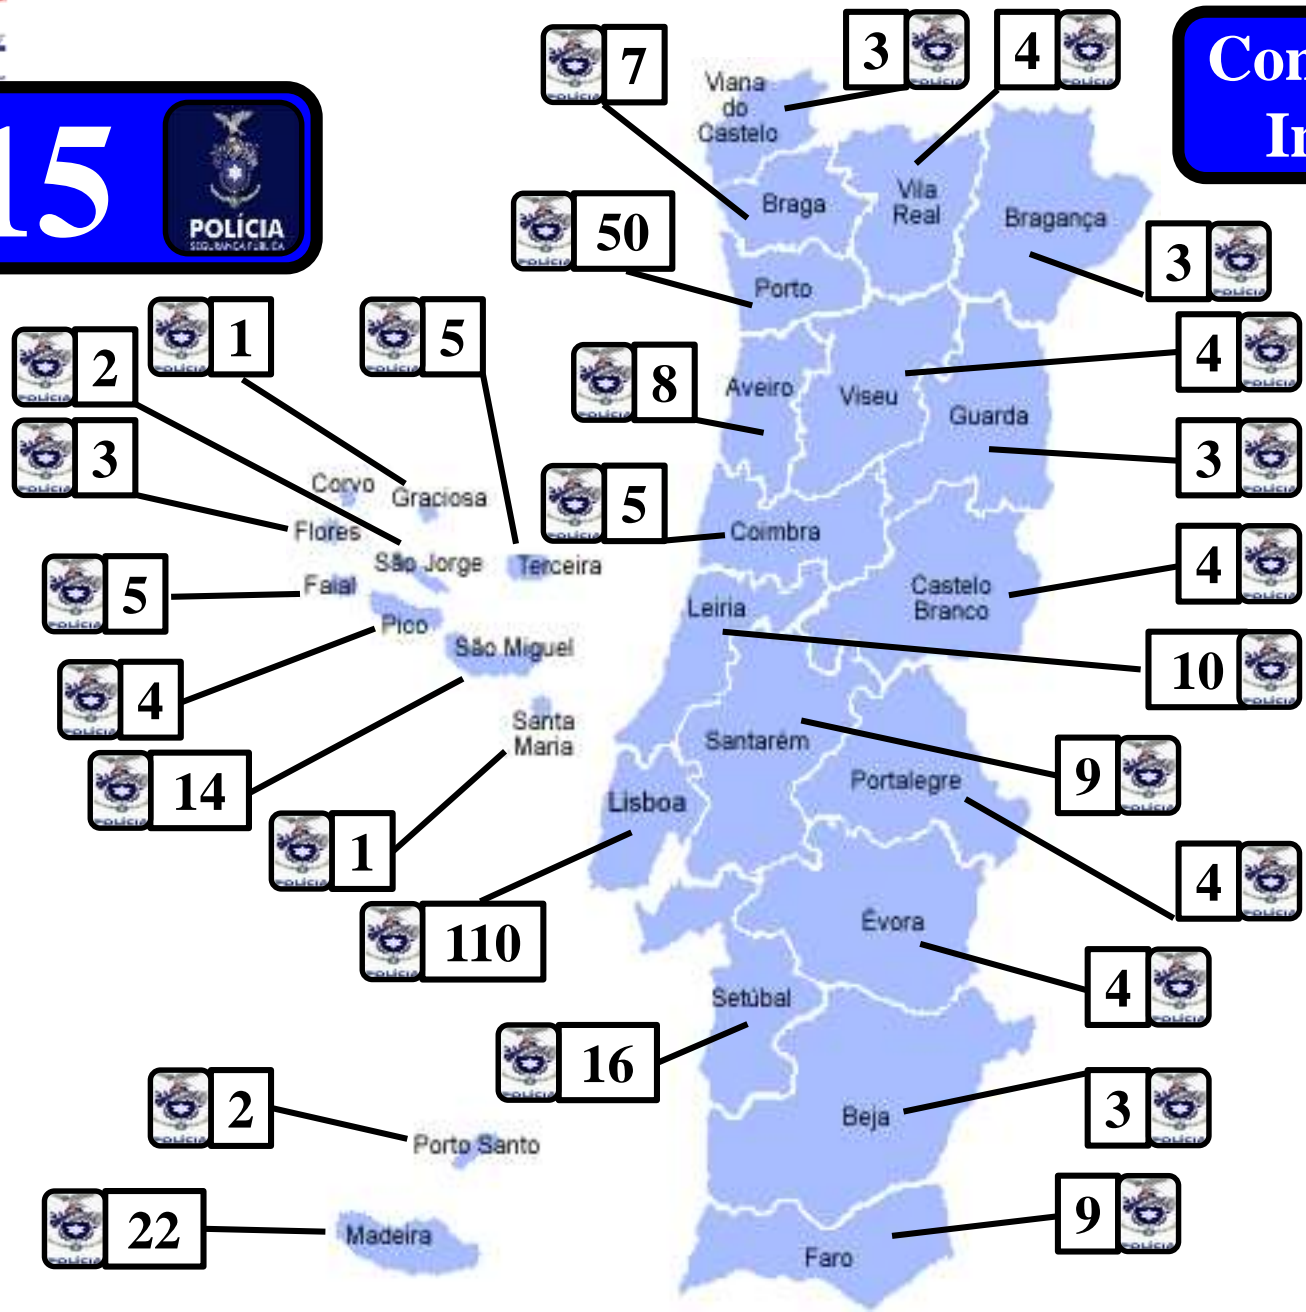 15
POLÍCIA
SEGURANÇA PÚBLICA
7
3
4
Viana
do
Castelo
Braga
Vila
Real
Bragança
50
3
Porto
1
5
2
4
8
Aveiro
Viseu
Guarda
3
3
Corvo
Graciosa
Flores
5
Coimbra
São Jorge
Terceira
4
Faial
5
Castelo
Branco
Leiria
Pico
São Miguel
4
10
Santa
Maria
Santarém
14
9
Portalegre
Lisboa
1
4
110
Évora
4
Setúbal
16
2
Beja
3
Porto Santo
22
Madeira
9
Faro